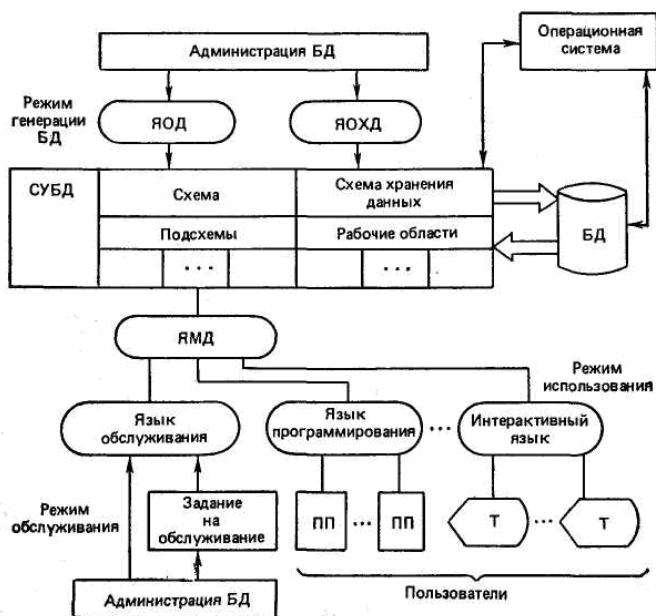 Администрация БД
Операционная
система
Режим
генерации
БД
ЯОД
ЯОХД
СУБД
Схема
Схема хранения
данных
Подсхемы
Рабочие области
...
...
БД
ЯМД
Режим
использования
Язык
обслуживания
Язык
программирования
...
Интерактивный
язык
Режим
обслуживания
Задание
на
обслуживание
ПП
...
ПП
Т
...
Т
Администрация БД
Пользователи